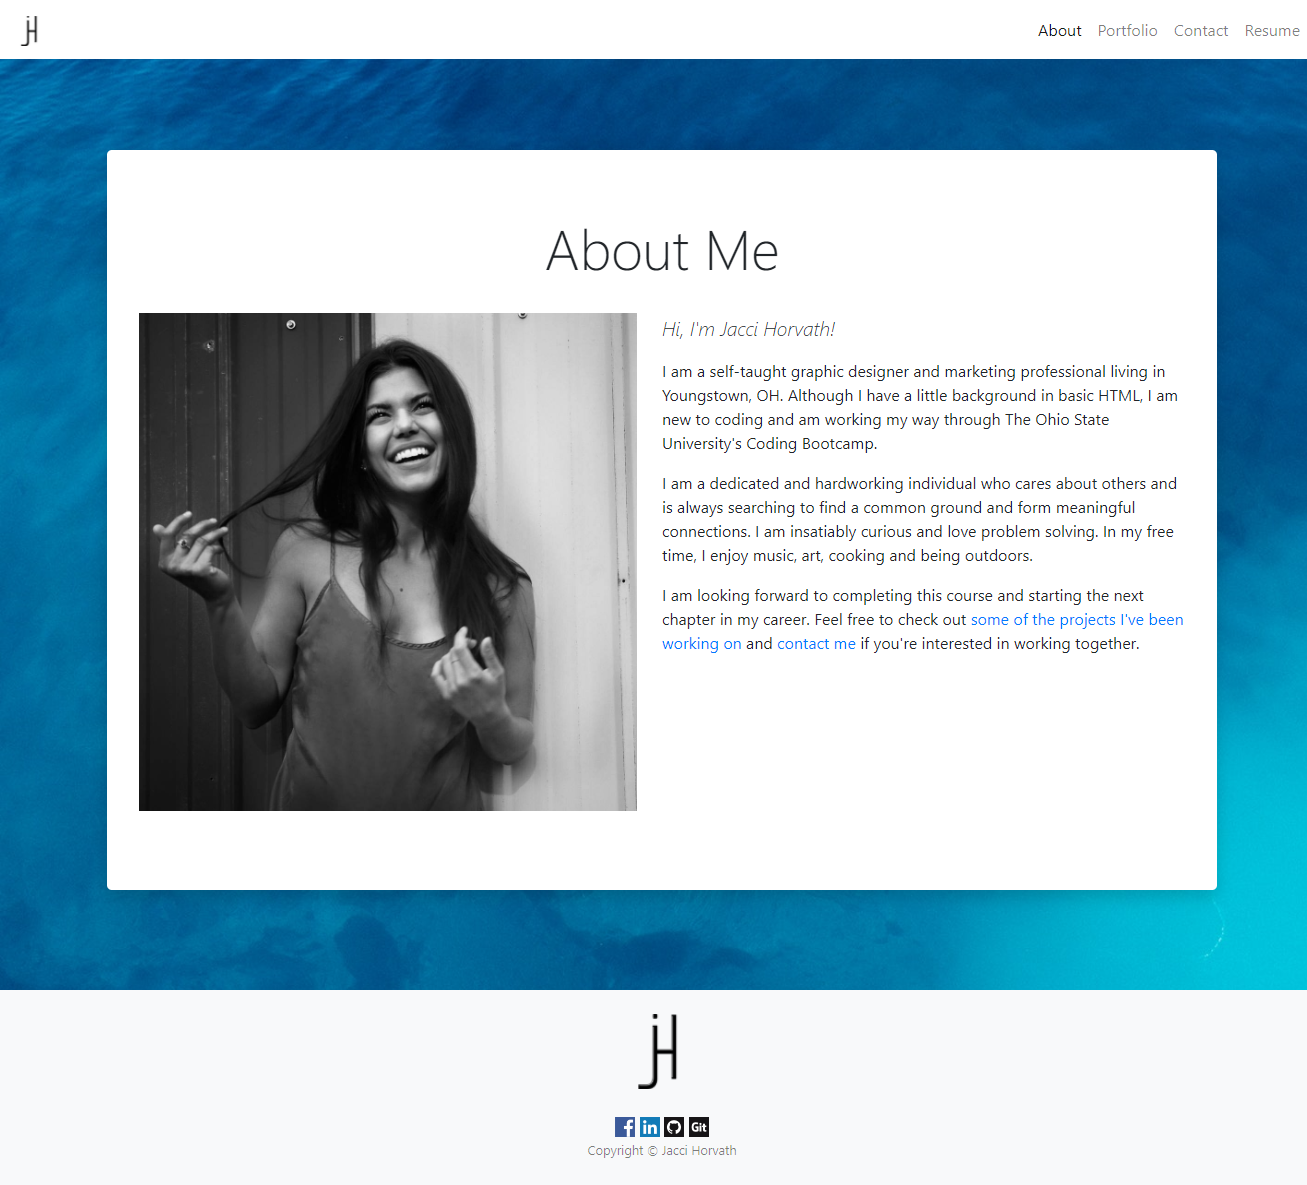 jH
About Portfolio Contact Resume
About Me
Hi, I'm Jacci Horvath!
I am a self-taught graphic designer and marketing professional living in
Youngstown, OH. Although I have a little background in basic HTML, I am
new to coding and am working my way through The Ohio State
University's Coding Bootcamp.
I am a dedicated and hardworking individual who cares about others and
is always searching to find a common ground and form meaningful
connections. I am insatiably curious and love problem solving. In my free
time, I enjoy music, art, cooking and being outdoors.
I am looking forward to completing this course and starting the next
chapter in my career. Feel free to check out some of the projects I've been
working on and contact me if you're interested in working together.
jH
f in Git
Copyright © Jacci Horvath